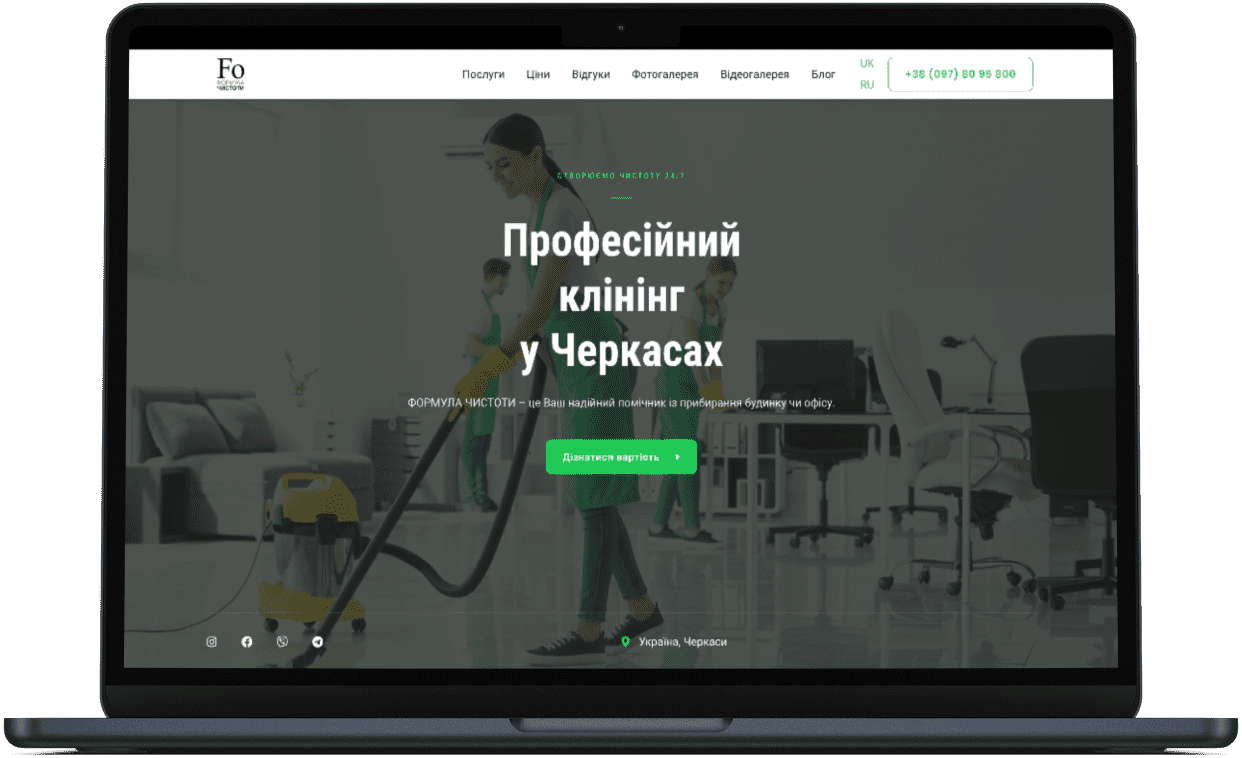 Fo
ФОРМУЛА
ЧИСТОТИ
Послуги Ціни Відгуки Фотогалерея Відеогалерея Блог
UK
RU
+38 (097) 80 95 800
СТВОРЮЄМО ЧИСТОТУ 24/7
Професійний
клінінг
у Черкасах
ФОРМУЛА ЧИСТОТИ – це Ваш надійний помічник із прибирання будинку чи офісу.
Дізнатися вартість
Україна, Черкаси